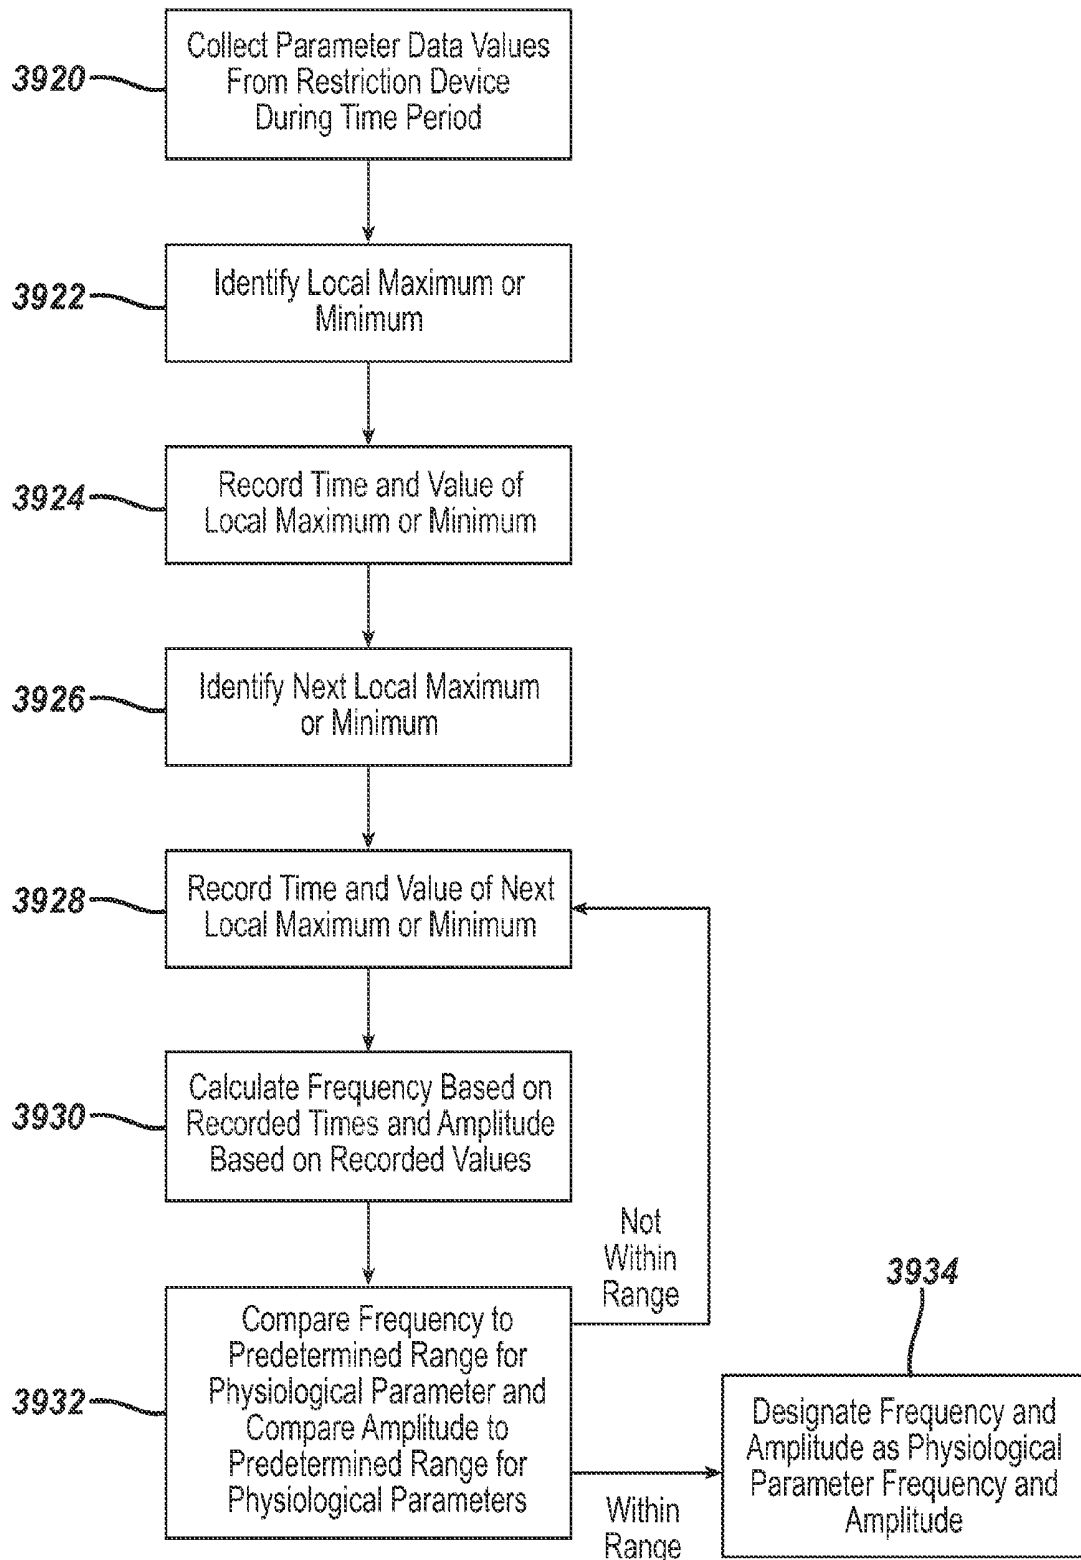 3920
Collect Parameter Data Values
From Restriction Device
During Time Period
3922
Identify Local Maximum or
Minimum
3924
Record Time and Value of
Local Maximum or Minimum
3926
Identify Next Local Maximum
or Minimum
3928
Record Time and Value of Next
Local Maximum or Minimum
3930
Calculate Frequency Based on
Recorded Times and Amplitude
Based on Recorded Values
Not
Within
Range
3932
Compare Frequency to
Predetermined Range for
Physiological Parameter and
Compare Amplitude to
Predetermined Range for
Physiological Parameters
Within
Range
3934
Designate Frequency and
Amplitude as Physiological
Parameter Frequency and
Amplitude